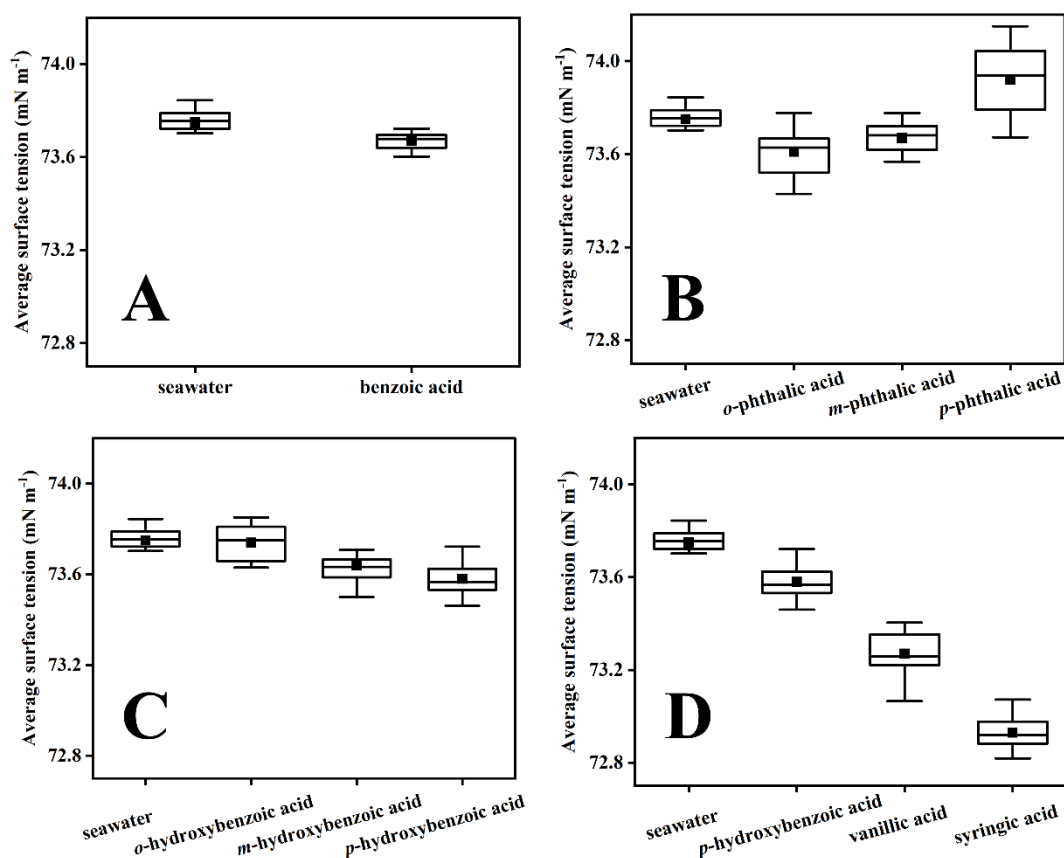 Average surface tension (mN m⁻¹)
74.0
73.6
73.2
72.8
A
seawater
benzoic acid
Average surface tension (mN m⁻¹)
74.0
73.6
73.2
72.8
B
seawater
o-phthalic acid
m-phthalic acid
p-phthalic acid
Average surface tension (mN m⁻¹)
74.0
73.6
73.2
72.8
C
seawater
o-hydroxybenzoic acid
m-hydroxybenzoic acid
p-hydroxybenzoic acid
Average surface tension (mN m⁻¹)
74.0
73.6
73.2
72.8
D
seawater
p-hydroxybenzoic acid
vanillic acid
syringic acid